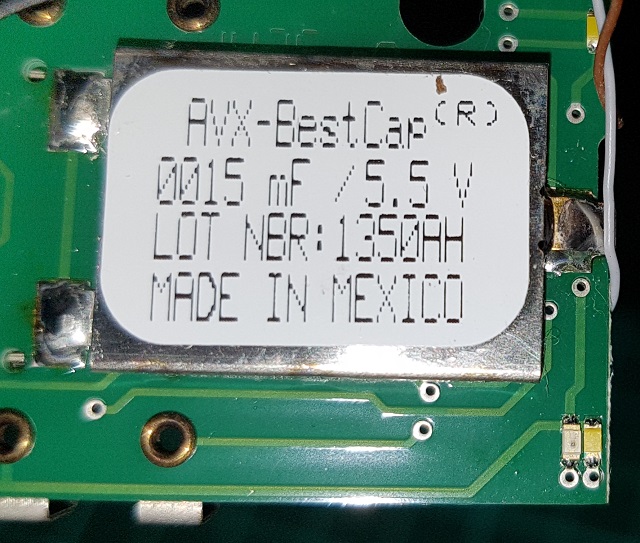 AVX-BestCap(R)
0015 mF /5.5 V
LOT NBR:1350AH
MADE IN MEXICO